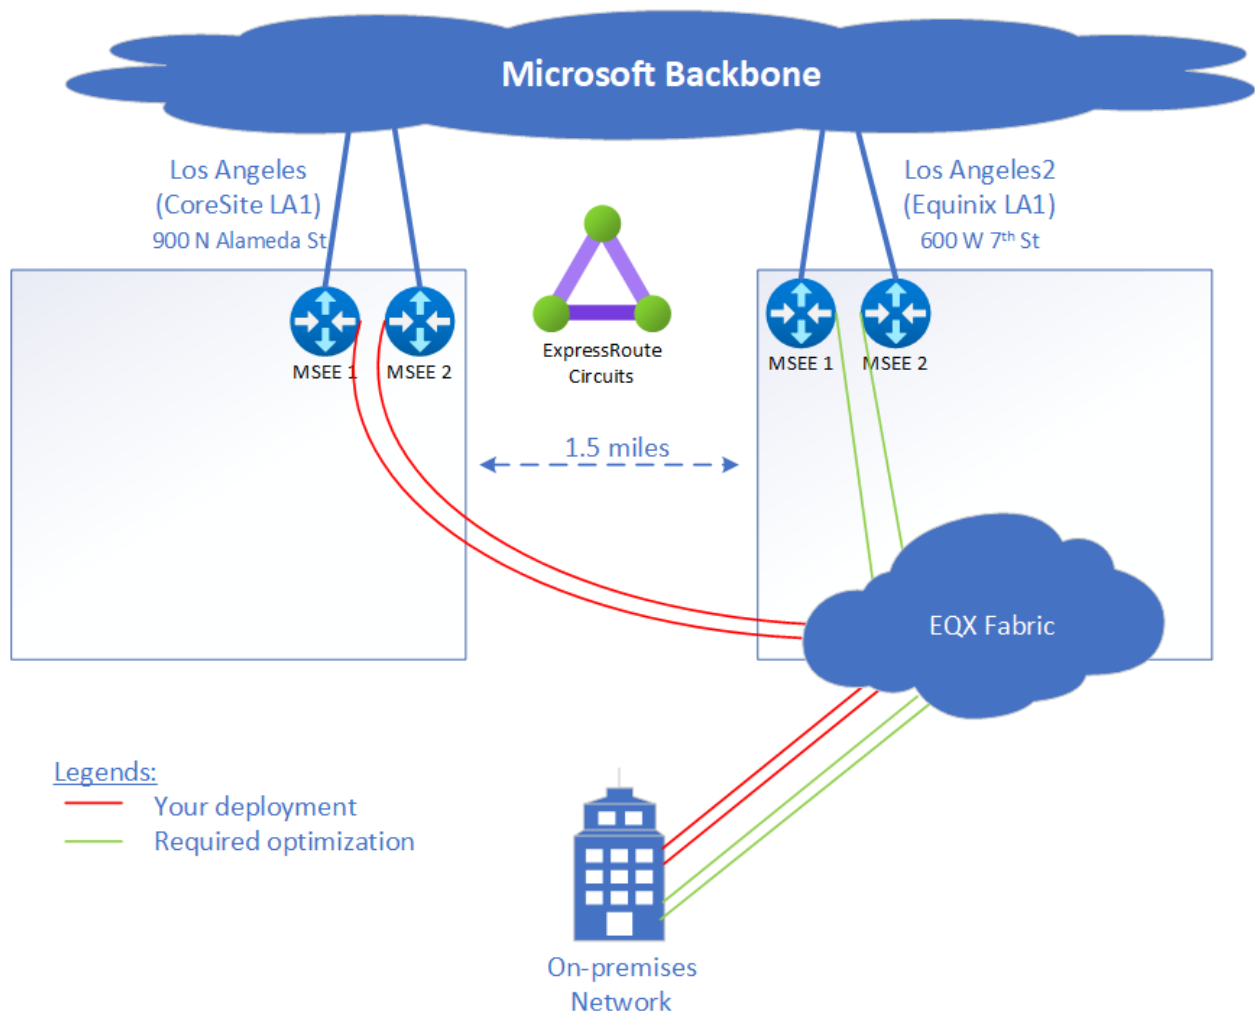 Microsoft Backbone
Los Angeles
(CoreSite LA1)
900 N Alameda St
Los Angeles2
(Equinix LA1)
600 W 7th St
MSEE 1
MSEE 2
ExpressRoute
Circuits
MSEE 1
MSEE 2
1.5 miles
EQX Fabric
Legends:
Your deployment
Required optimization
On-premises
Network